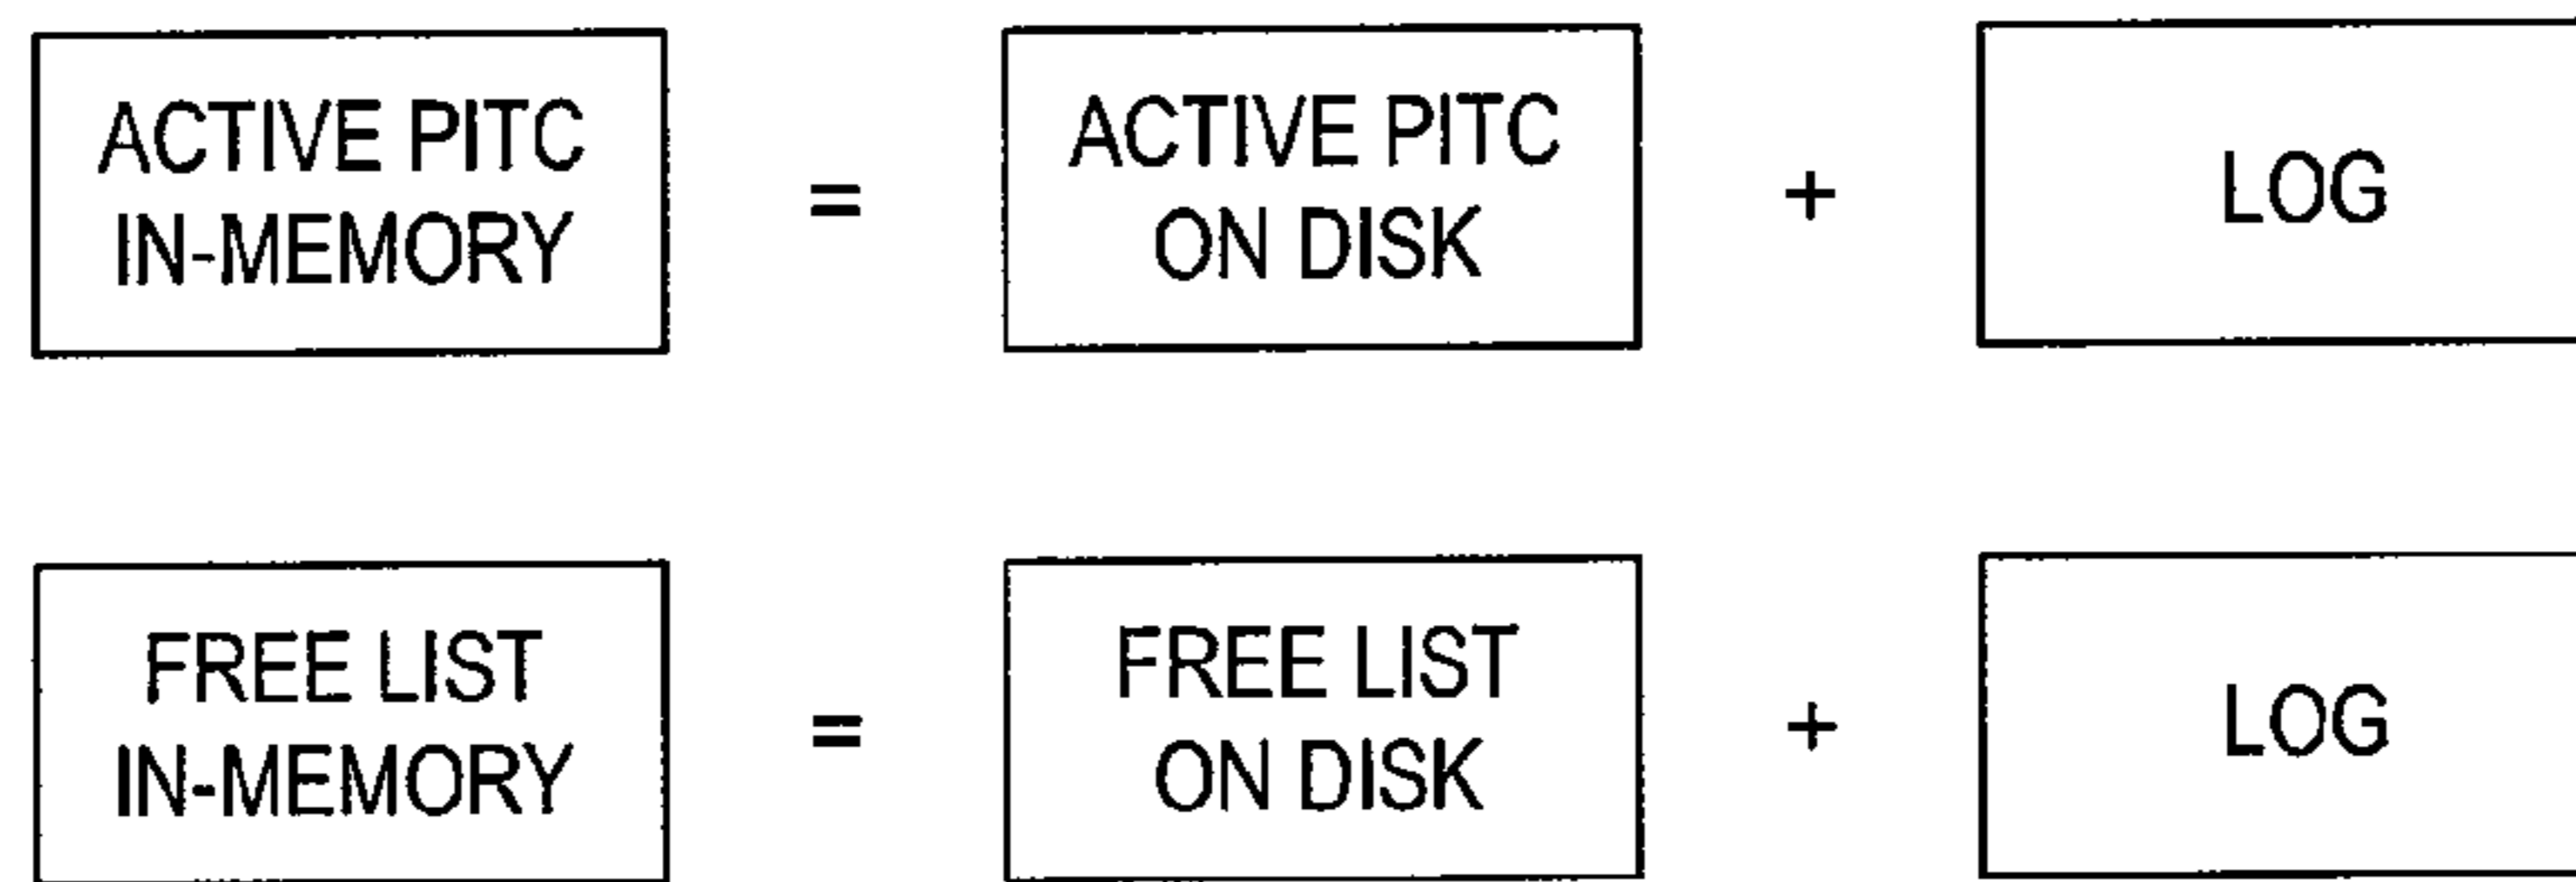 ACTIVE PITC
IN-MEMORY
=
ACTIVE PITC
ON DISK
+
LOG
FREE LIST
IN-MEMORY
=
FREE LIST
ON DISK
+
LOG